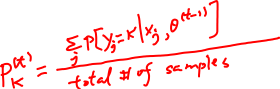 P_K^(t) = Σ_j P[y_j=K|x_j, θ^(t-1)] / total # of samples